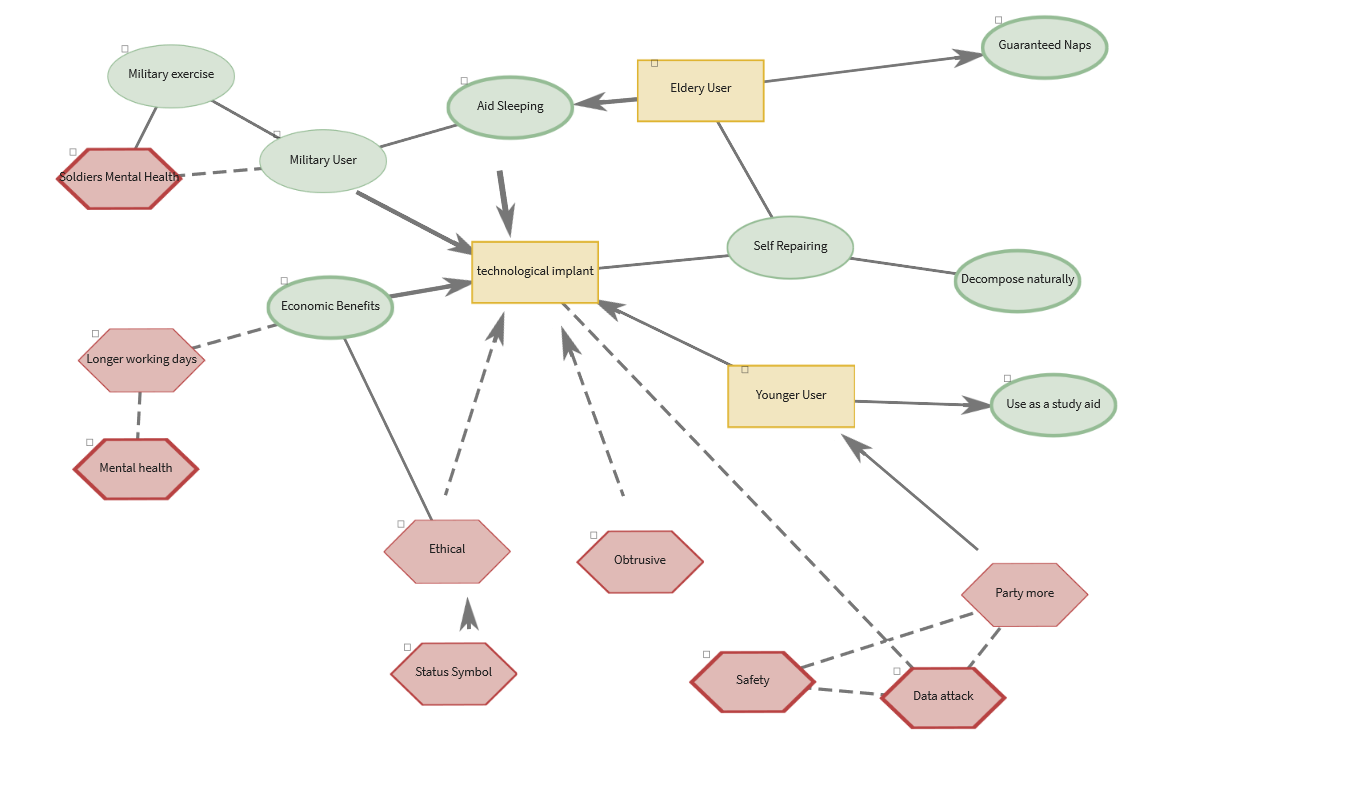 Guaranteed Naps
Military exercise
Eldery User
Aid Sleeping
Military User
Soldiers Mental Health
Self Repairing
technological implant
Decompose naturally
Economic Benefits
Longer working days
Younger User
Use as a study aid
Mental health
Ethical
Obtrusive
Party more
Status Symbol
Safety
Data attack